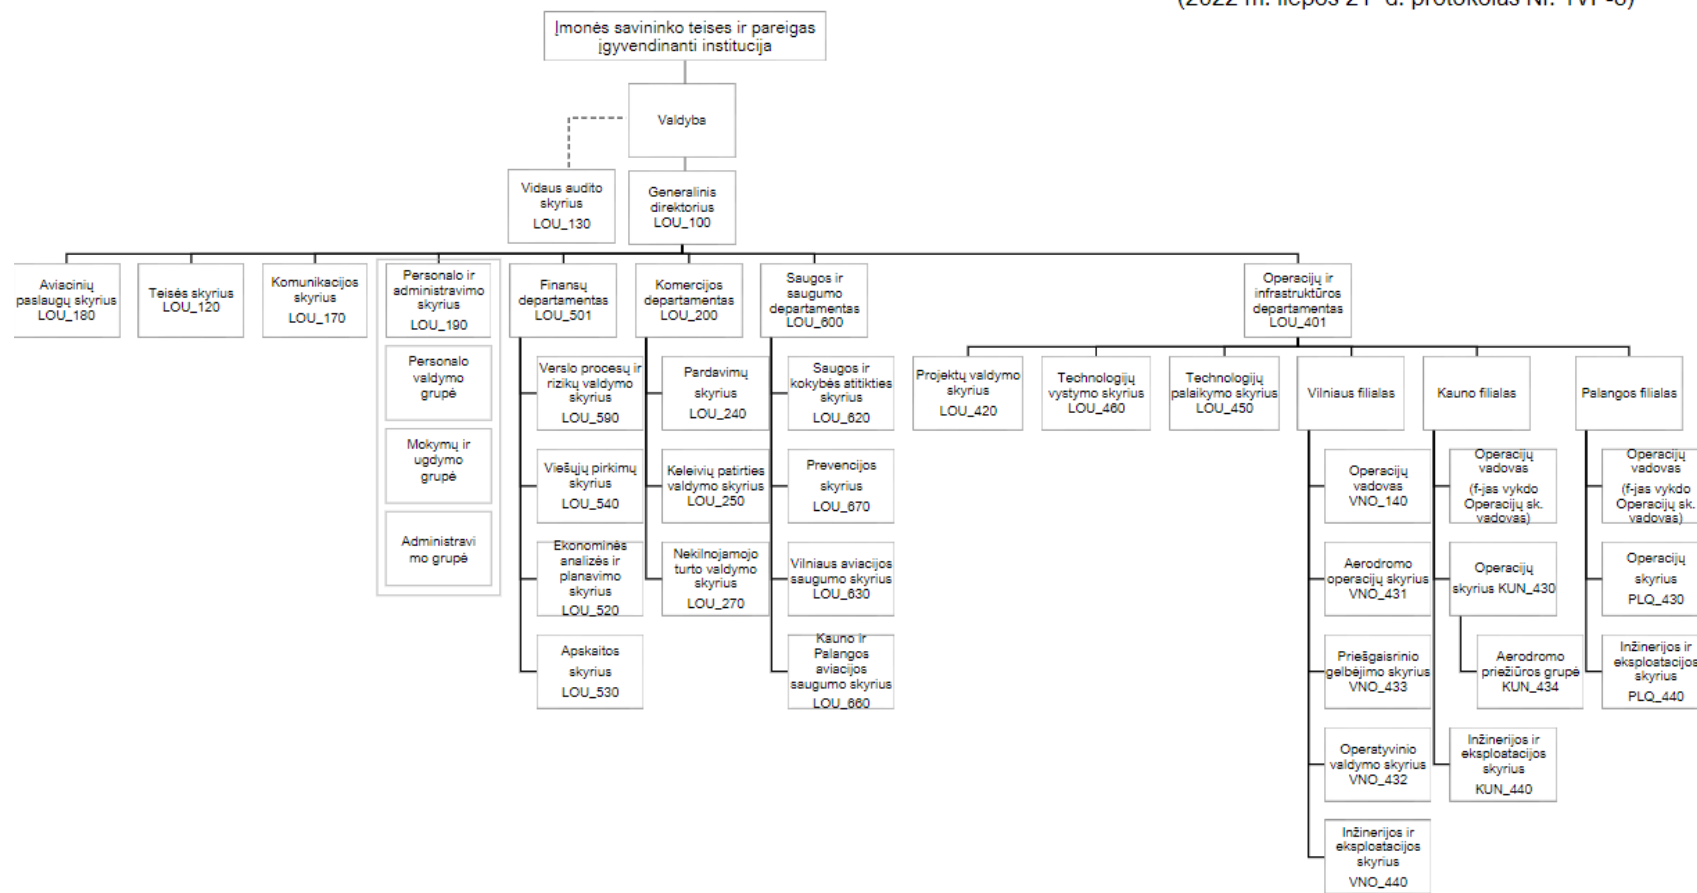 (2022 m. liepos 21 d. protokolas Nr. 1VP-8)
Įmonės savininko teises ir pareigas
įgyvendinanti institucija
Valdyba
Vidaus audito
skyrius
LOU_130
Generalinis
direktorius
LOU_100
Aviacinių
paslaugų skyrius
LOU_180
Teisės skyrius
LOU_120
Komunikacijos
skyrius
LOU_170
Personalo ir
administravimo
skyrius
LOU_190
Personalo
valdymo
grupė
Mokymų ir
ugdymo
grupė
Administravi
mo grupė
Finansų
departamentas
LOU_501
Verslo procesų ir
rizikų valdymo
skyrius
LOU_590
Viešųjų pirkimų
skyrius
LOU_540
Ekonominės
analizės ir
planavimo
skyrius
LOU_520
Apskaitos
skyrius
LOU_530
Komercijos
departamentas
LOU_200
Pardavimų
skyrius
LOU_240
Keleivių patirties
valdymo skyrius
LOU_250
Nekilnojamojo
turto valdymo
skyrius
LOU_270
Saugos ir
saugumo
departamentas
LOU_600
Saugos ir
kokybės atitikties
skyrius
LOU_620
Prevencijos
skyrius
LOU_670
Vilniaus aviacijos
saugumo skyrius
LOU_630
Kauno ir
Palangos
aviacijos
saugumo skyrius
LOU_660
Operacijų ir
infrastruktūros
departamentas
LOU_401
Projektų valdymo
skyrius
LOU_420
Technologijų
vystymo skyrius
LOU_460
Technologijų
palaikymo skyrius
LOU_450
Vilniaus filialas
Operacijų
vadovas
VNO_140
Aerodromo
operacijų skyrius
VNO_431
Priešgaisrinio
gelbėjimo skyrius
VNO_433
Operatyvinio
valdymo skyrius
VNO_432
Inžinerijos ir
eksploatacijos
skyrius
VNO_440
Kauno filialas
Operacijų
vadovas
(f-jas vykdo
Operacijų sk.
vadovas)
Operacijų
skyrius KUN_430
Aerodromo
priežiūros grupė
KUN_434
Inžinerijos ir
eksploatacijos
skyrius
KUN_440
Palangos filialas
Operacijų
vadovas
(f-jas vykdo
Operacijų sk.
vadovas)
Operacijų
skyrius
PLQ_430
Inžinerijos ir
eksploatacijos
skyrius
PLQ_440